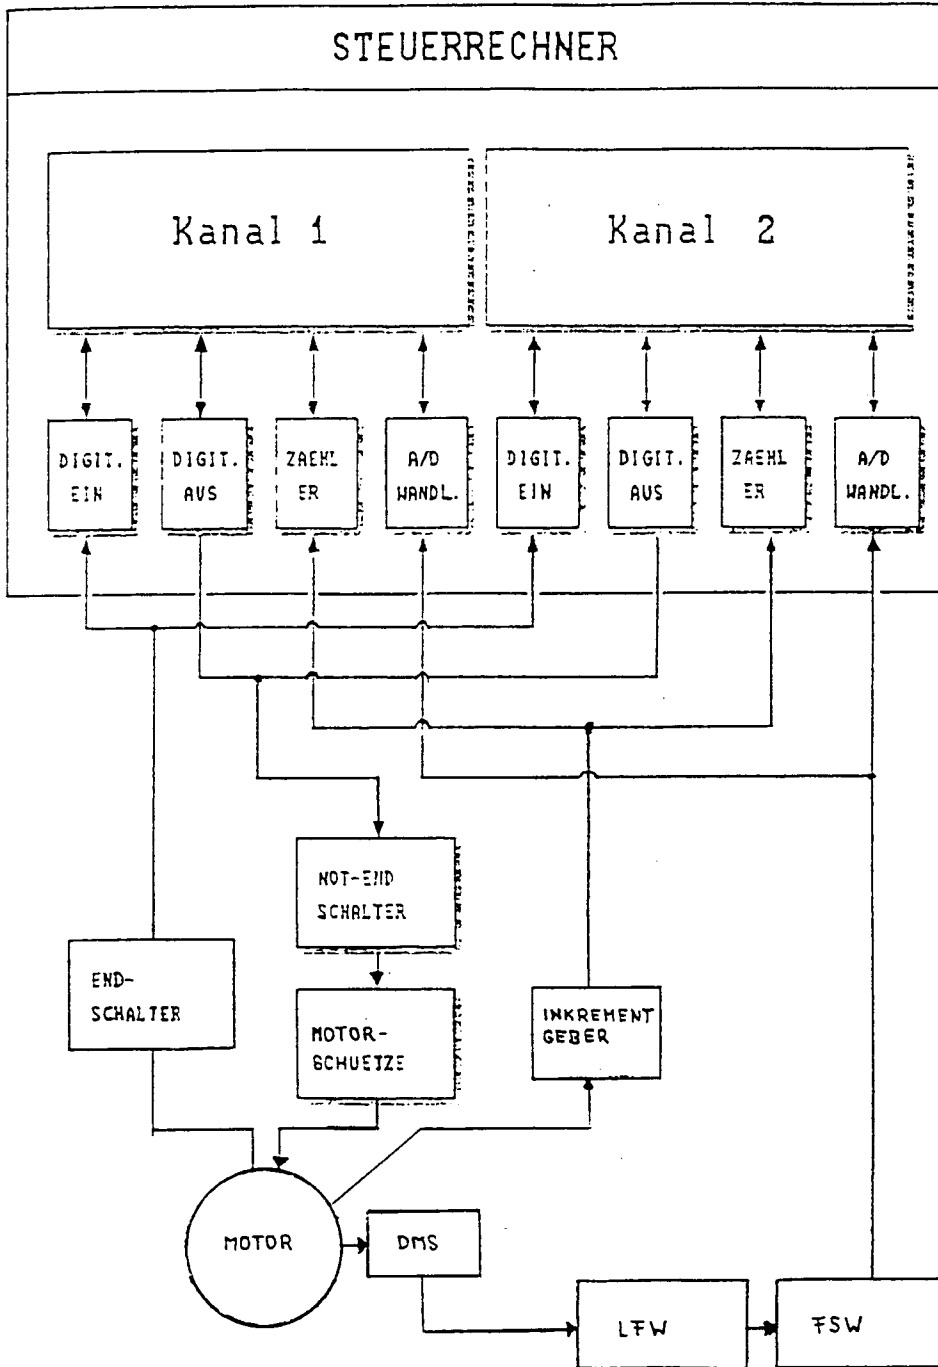 STEUERRECHNER
Kanal 1
Kanal 2
DIGIT.
EIN
DIGIT.
AUS
ZAEHL
ER
A/D
WANDL.
DIGIT.
EIN
DIGIT.
AUS
ZAEHL
ER
A/D
WANDL.
NOT-END
SCHALTER
END-
SCHALTER
MOTOR-
SCHUETZE
INKREMENT
GEBER
MOTOR
DMS
LFW
FSW